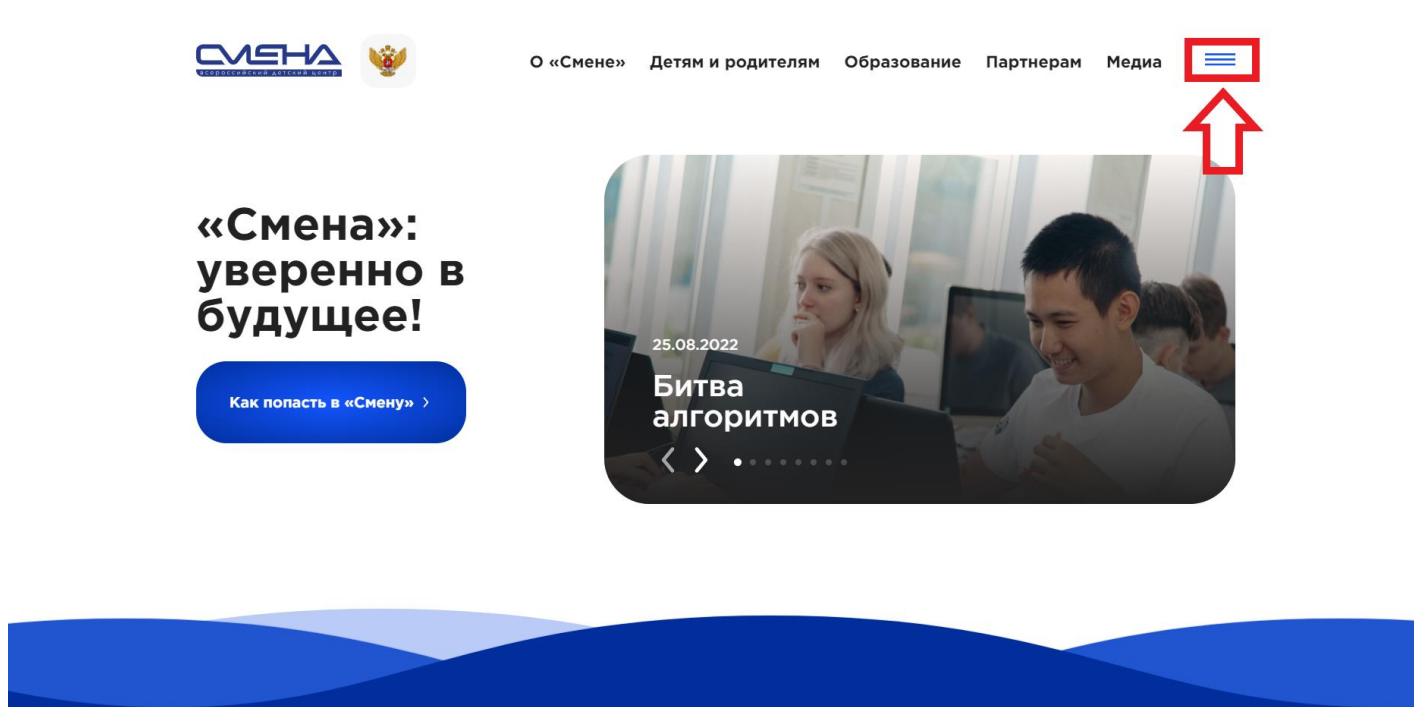 СМЕНА
всероссийский детский центр
О «Смене» Детям и родителям Образование Партнерам Медиа
«Смена»:
уверенно в
будущее!
Как попасть в «Смену» >
25.08.2022
Битва
алгоритмов